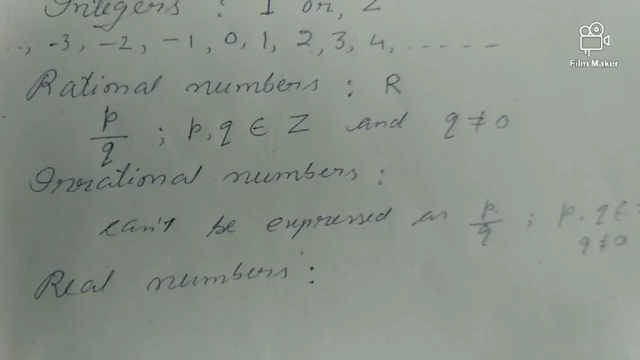 Integers : I or, Z
.., -3, -2, -1, 0, 1, 2, 3, 4, .....
Rational numbers : R
p/q ; p, q ∈ Z and q ≠ 0
Irrational numbers :
can't be expressed as p/q ; p, q ∈
q ≠ 0
Real numbers :
Film Maker